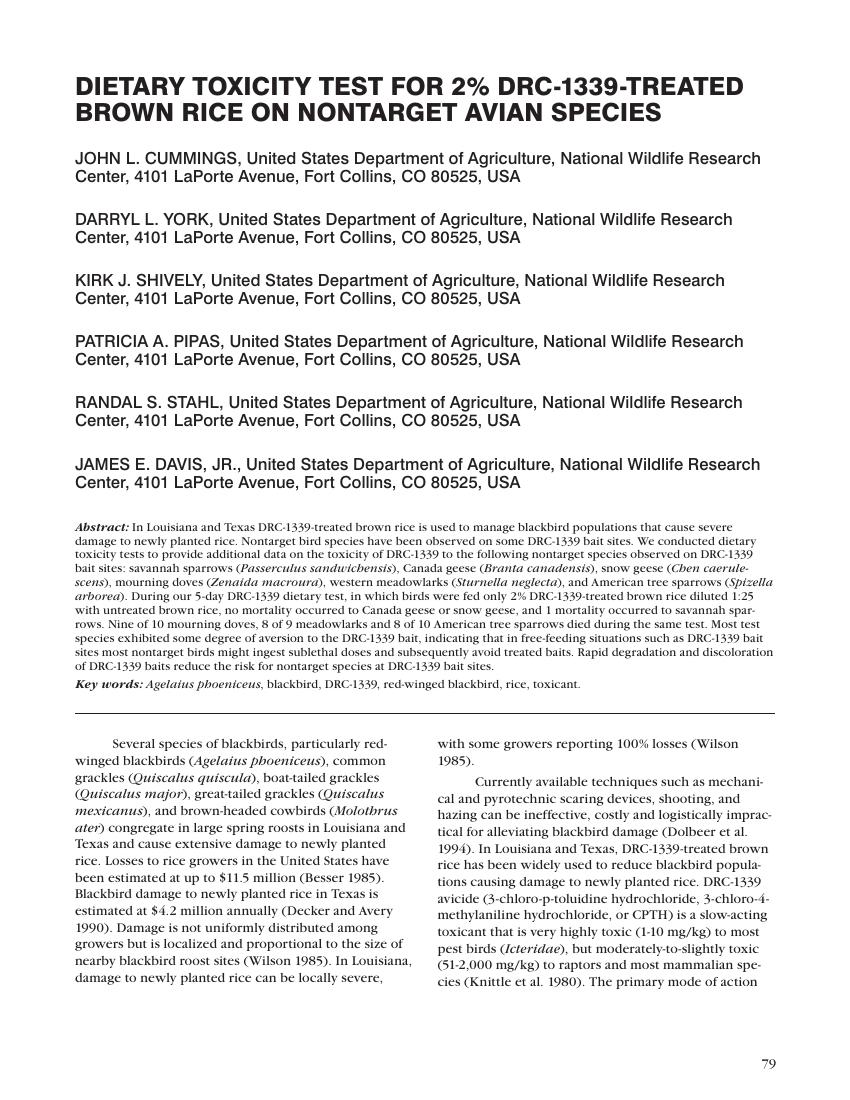 DIETARY TOXICITY TEST FOR 2% DRC-1339-TREATED
BROWN RICE ON NONTARGET AVIAN SPECIES
JOHN L. CUMMINGS, United States Department of Agriculture, National Wildlife Research
Center, 4101 LaPorte Avenue, Fort Collins, CO 80525, USA
DARRYL L. YORK, United States Department of Agriculture, National Wildlife Research
Center, 4101 LaPorte Avenue, Fort Collins, CO 80525, USA
KIRK J. SHIVELY, United States Department of Agriculture, National Wildlife Research
Center, 4101 LaPorte Avenue, Fort Collins, CO 80525, USA
PATRICIA A. PIPAS, United States Department of Agriculture, National Wildlife Research
Center, 4101 LaPorte Avenue, Fort Collins, CO 80525, USA
RANDAL S. STAHL, United States Department of Agriculture, National Wildlife Research
Center, 4101 LaPorte Avenue, Fort Collins, CO 80525, USA
JAMES E. DAVIS, JR., United States Department of Agriculture, National Wildlife Research
Center, 4101 LaPorte Avenue, Fort Collins, CO 80525, USA
Abstract: In Louisiana and Texas DRC-1339-treated brown rice is used to manage blackbird populations that cause severe
damage to newly planted rice. Nontarget bird species have been observed on some DRC-1339 bait sites. We conducted dietary
toxicity tests to provide additional data on the toxicity of DRC-1339 to the following nontarget species observed on DRC-1339
bait sites: savannah sparrows (Passerculus sandwichensis), Canada geese (Branta canadensis), snow geese (Chen caerule-
scens), mourning doves (Zenaida macroura), western meadowlarks (Sturnella neglecta), and American tree sparrows (Spizella
arborea). During our 5-day DRC-1339 dietary test, in which birds were fed only 2% DRC-1339-treated brown rice diluted 1:25
with untreated brown rice, no mortality occurred to Canada geese or snow geese, and 1 mortality occurred to savannah spar-
rows. Nine of 10 mourning doves, 8 of 9 meadowlarks and 8 of 10 American tree sparrows died during the same test. Most test
species exhibited some degree of aversion to the DRC-1339 bait, indicating that in free-feeding situations such as DRC-1339 bait
sites most nontarget birds might ingest sublethal doses and subsequently avoid treated baits. Rapid degradation and discoloration
of DRC-1339 baits reduce the risk for nontarget species at DRC-1339 bait sites.
Key words: Agelaius phoeniceus, blackbird, DRC-1339, red-winged blackbird, rice, toxicant.
Several species of blackbirds, particularly red-
winged blackbirds (Agelaius phoeniceus), common
grackles (Quiscalus quiscula), boat-tailed grackles
(Quiscalus major), great-tailed grackles (Quiscalus
mexicanus), and brown-headed cowbirds (Molothrus
ater) congregate in large spring roosts in Louisiana and
Texas and cause extensive damage to newly planted
rice. Losses to rice growers in the United States have
been estimated at up to $11.5 million (Besser 1985).
Blackbird damage to newly planted rice in Texas is
estimated at $4.2 million annually (Decker and Avery
1990). Damage is not uniformly distributed among
growers but is localized and proportional to the size of
nearby blackbird roost sites (Wilson 1985). In Louisiana,
damage to newly planted rice can be locally severe,
with some growers reporting 100% losses (Wilson
1985).
Currently available techniques such as mechani-
cal and pyrotechnic scaring devices, shooting, and
hazing can be ineffective, costly and logistically imprac-
tical for alleviating blackbird damage (Dolbeer et al.
1994). In Louisiana and Texas, DRC-1339-treated brown
rice has been widely used to reduce blackbird popula-
tions causing damage to newly planted rice. DRC-1339
avicide (3-chloro-p-toluidine hydrochloride, 3-chloro-4-
methylaniline hydrochloride, or CPTH) is a slow-acting
toxicant that is very highly toxic (1-10 mg/kg) to most
pest birds (Icteridae), but moderately-to-slightly toxic
(51-2,000 mg/kg) to raptors and most mammalian spe-
cies (Knittle et al. 1980). The primary mode of action
79